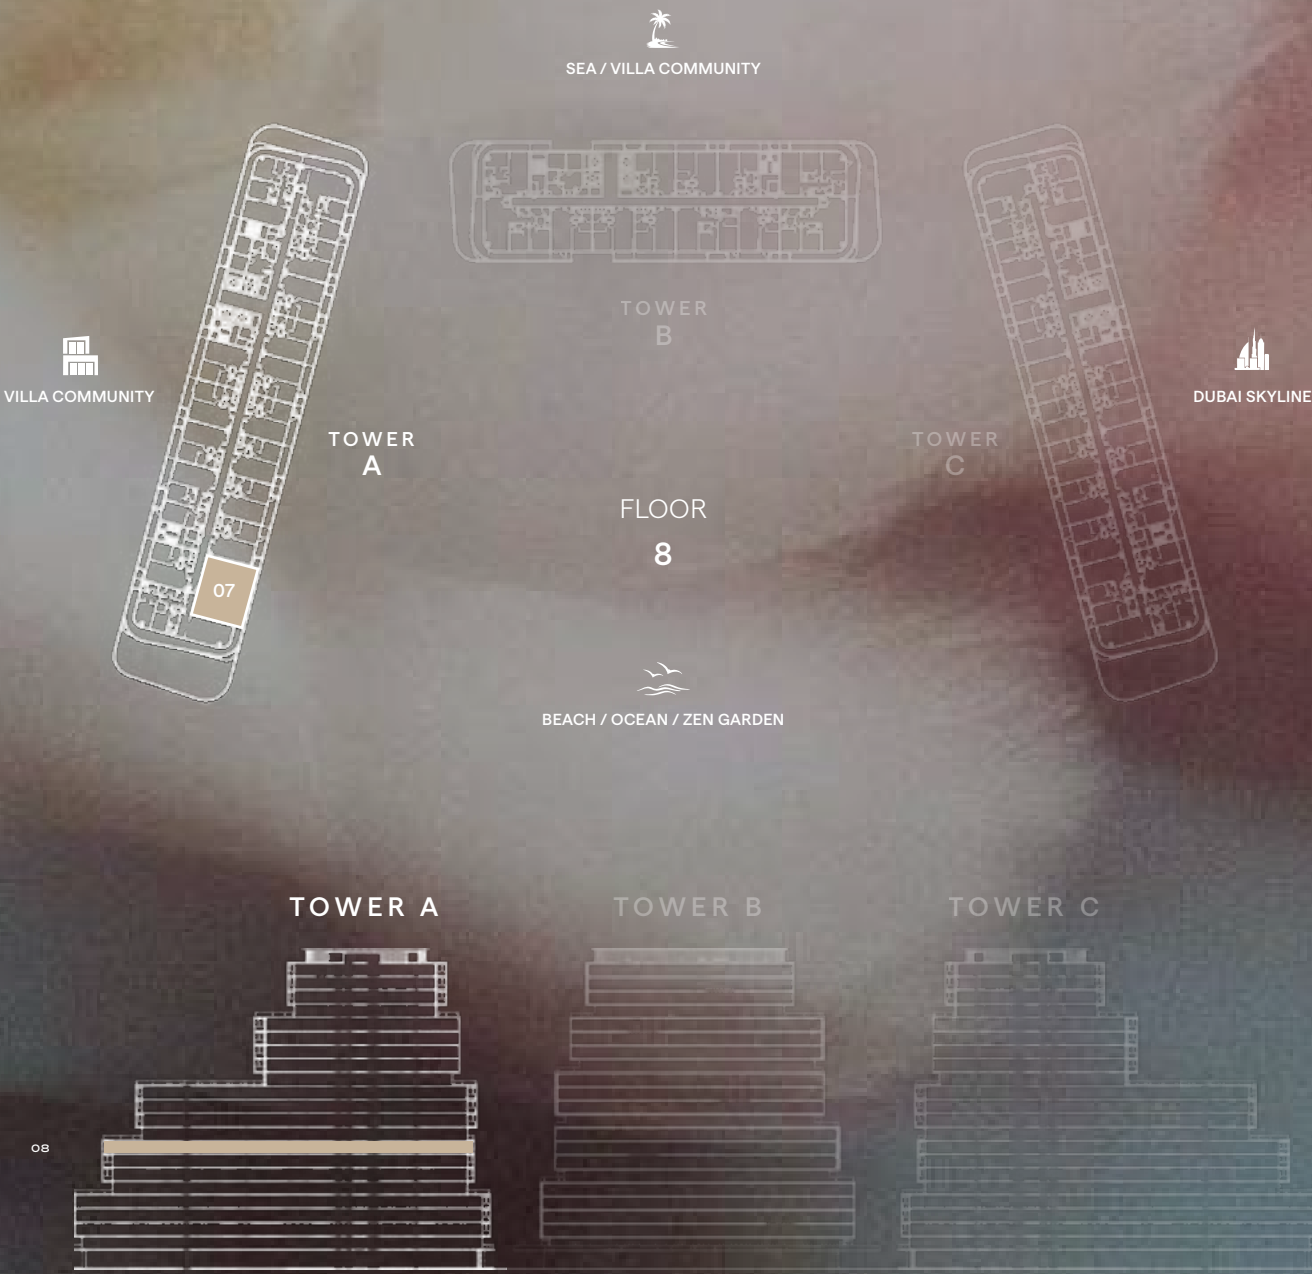 SEA / VILLA COMMUNITY
TOWER
B
VILLA COMMUNITY
DUBAI SKYLINE
TOWER
A
TOWER
C
FLOOR
8
07
BEACH / OCEAN / ZEN GARDEN
TOWER A
TOWER B
TOWER C
08